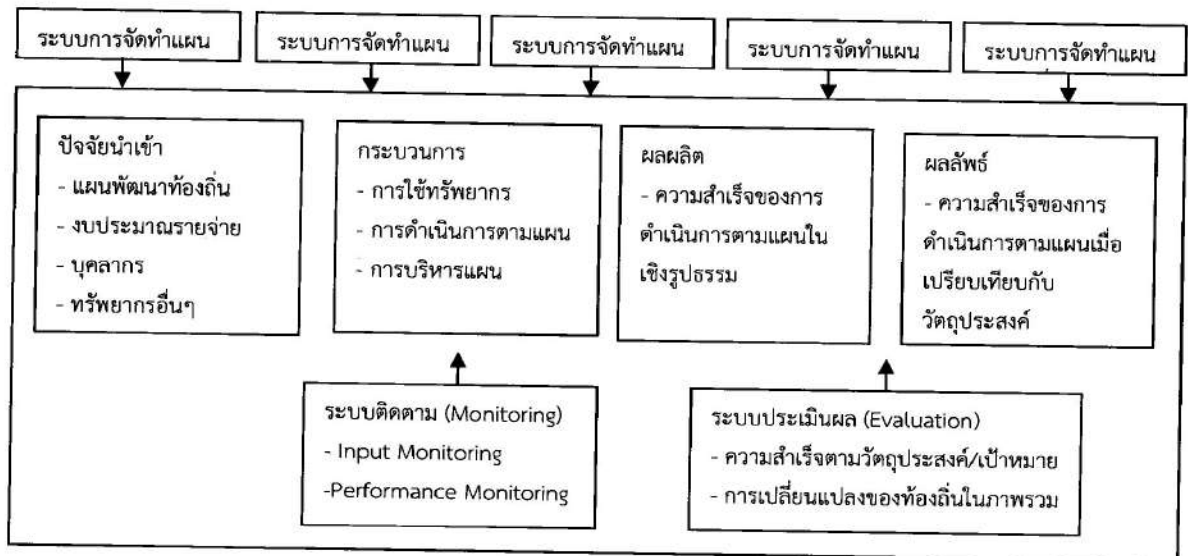 ระบบการจัดทำแผน
ระบบการจัดทำแผน
ระบบการจัดทำแผน
ระบบการจัดทำแผน
ระบบการจัดทำแผน
ปัจจัยนำเข้า
- แผนพัฒนาท้องถิ่น
- งบประมาณรายจ่าย
- บุคลากร
- ทรัพยากรอื่นๆ
กระบวนการ
- การใช้ทรัพยากร
- การดำเนินการตามแผน
- การบริหารแผน
ผลผลิต
- ความสำเร็จของการ
ดำเนินการตามแผนใน
เชิงรูปธรรม
ผลลัพธ์
- ความสำเร็จของการ
ดำเนินการตามแผนเมื่อ
เปรียบเทียบกับ
วัตถุประสงค์
ระบบติดตาม (Monitoring)
- Input Monitoring
-Performance Monitoring
ระบบประเมินผล (Evaluation)
- ความสำเร็จตามวัตถุประสงค์/เป้าหมาย
- การเปลี่ยนแปลงของท้องถิ่นในภาพรวม